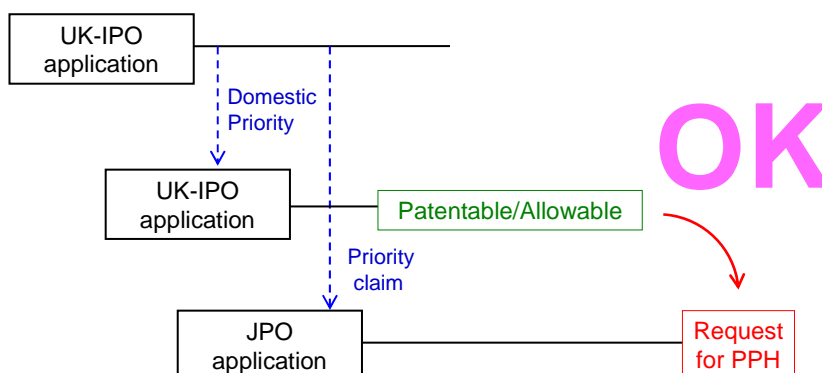 UK-IPO
application
Domestic
Priority
OK
UK-IPO
application
Patentable/Allowable
Priority
claim
JPO
application
Request
for PPH